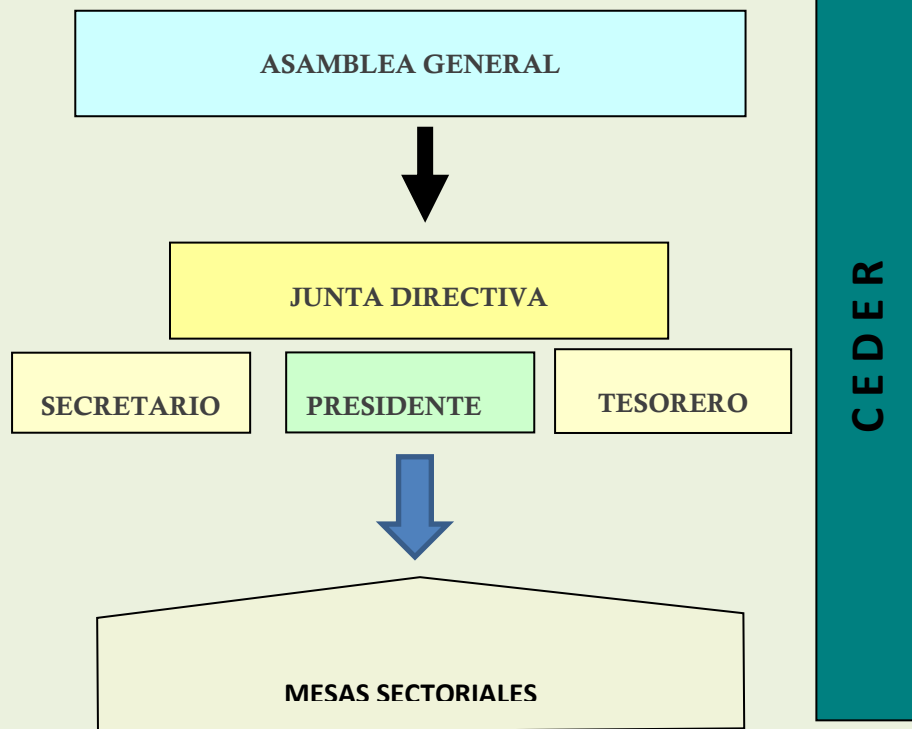 ASAMBLEA GENERAL
JUNTA DIRECTIVA
SECRETARIO
PRESIDENTE
TESORERO
MESAS SECTORIALES
CEDER